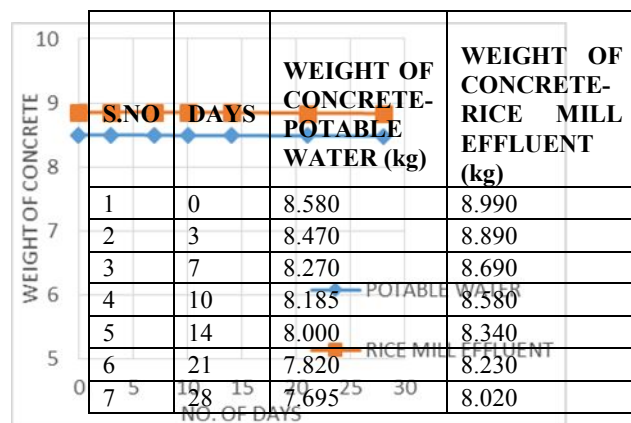 10
9
8
7
6
5
WEIGHT OF CONCRETE
0 5 10 15 20 25 30
NO. OF DAYS
POTABLE WATER
RICE MILL EFFLUENT
S.NO DAYS WEIGHT OF CONCRETE-POTABLE WATER (kg) WEIGHT OF CONCRETE-RICE MILL EFFLUENT (kg)
1 0 8.580 8.990
2 3 8.470 8.890
3 7 8.270 8.690
4 10 8.185 8.580
5 14 8.000 8.340
6 21 7.820 8.230
7 28 7.695 8.020